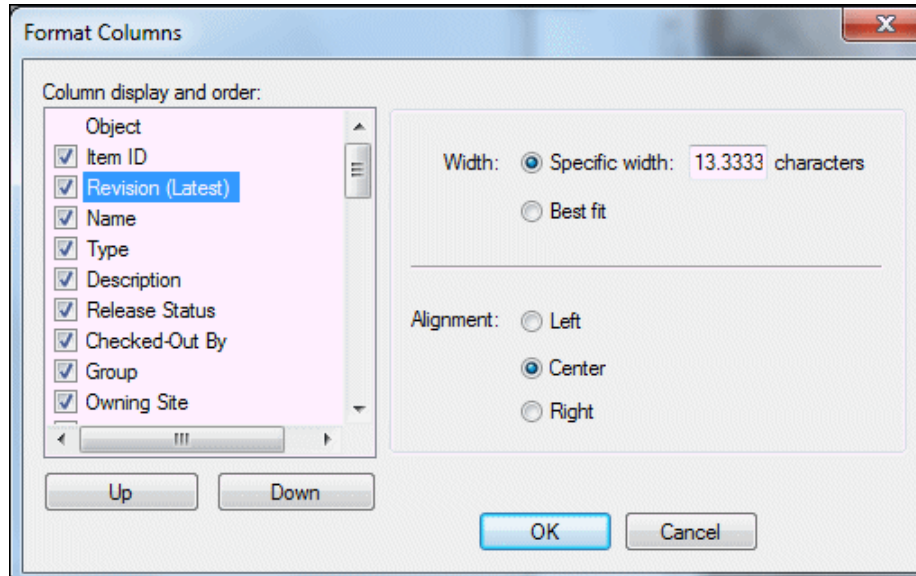 Format Columns
Column display and order:
Object
Item ID
Revision (Latest)
Name
Type
Description
Release Status
Checked-Out By
Group
Owning Site
Up
Down
Width:
Specific width: 13.3333 characters
Best fit
Alignment:
Left
Center
Right
OK
Cancel